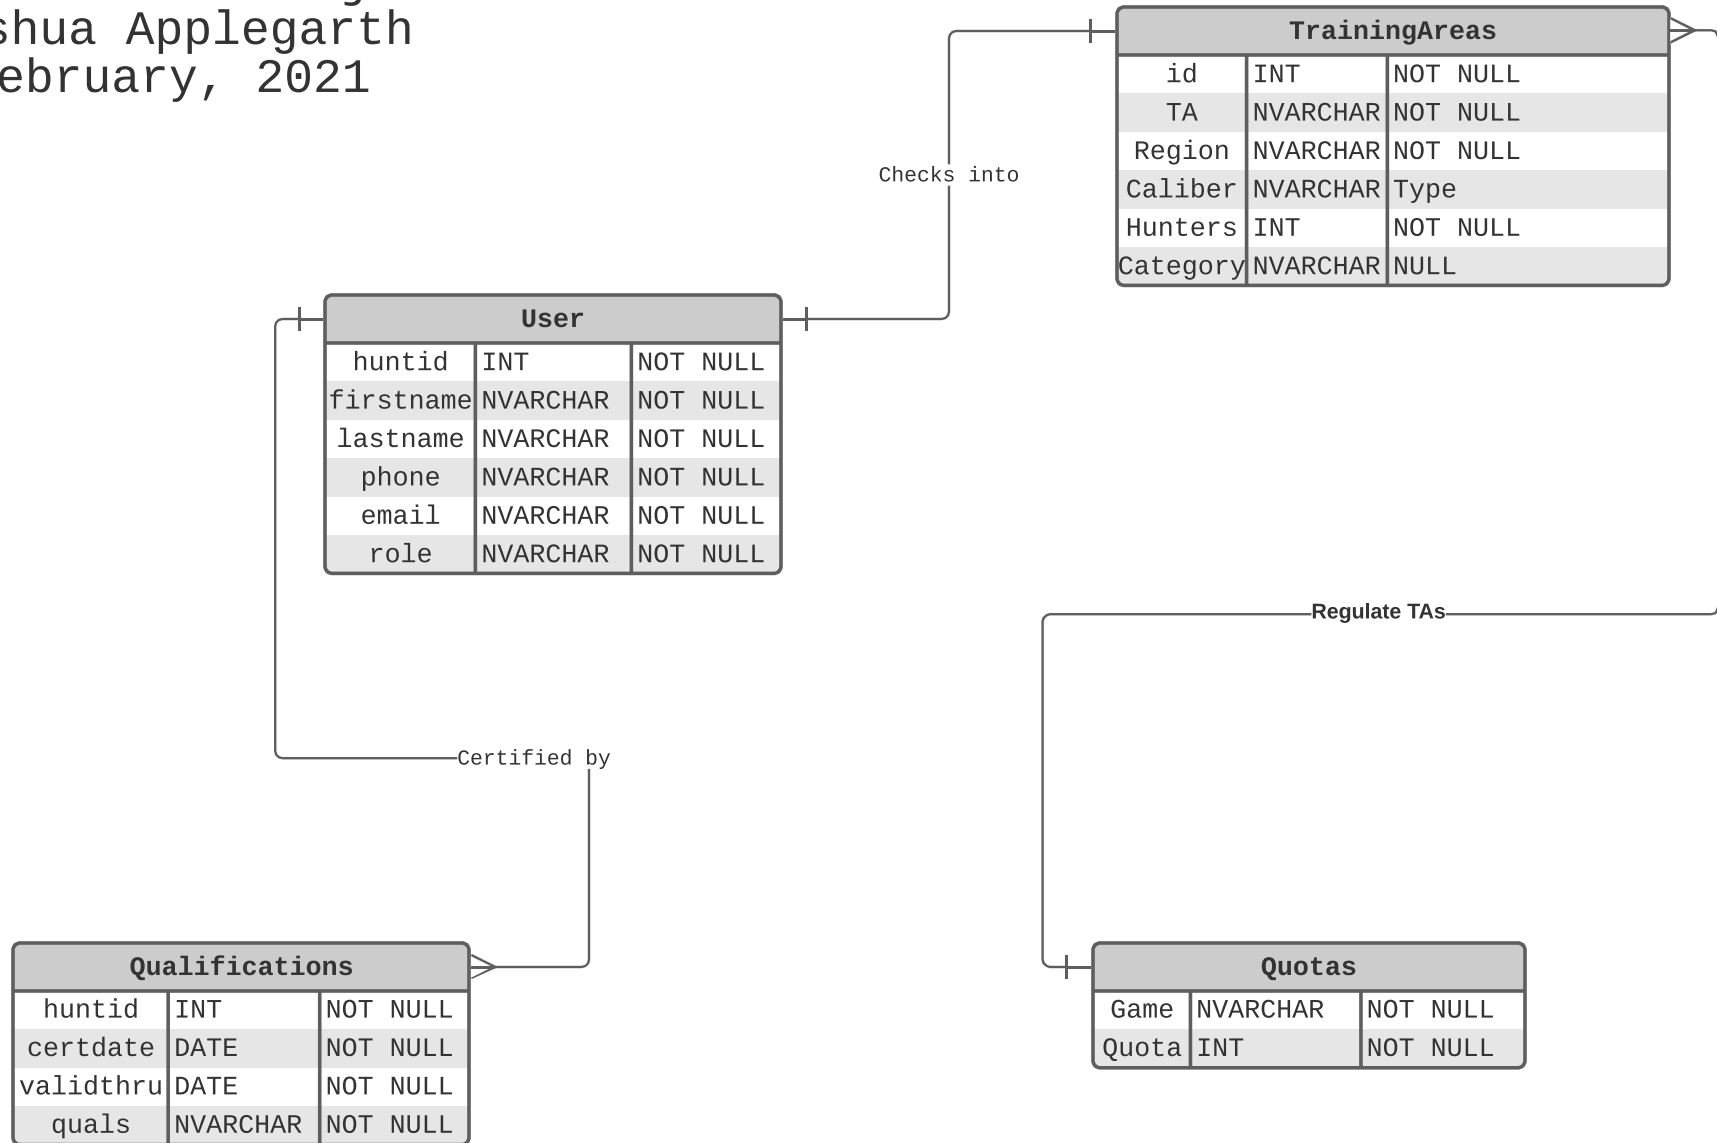 shua Applegarth
ebruary, 2021
TrainingAreas
id INT NOT NULL
TA NVARCHAR NOT NULL
Region NVARCHAR NOT NULL
Caliber NVARCHAR Type
Hunters INT NOT NULL
Category NVARCHAR NULL
Checks into
User
huntid INT NOT NULL
firstname NVARCHAR NOT NULL
lastname NVARCHAR NOT NULL
phone NVARCHAR NOT NULL
email NVARCHAR NOT NULL
role NVARCHAR NOT NULL
Regulate TAs
Certified by
Qualifications
huntid INT NOT NULL
certdate DATE NOT NULL
validthru DATE NOT NULL
quals NVARCHAR NOT NULL
Quotas
Game NVARCHAR NOT NULL
Quota INT NOT NULL